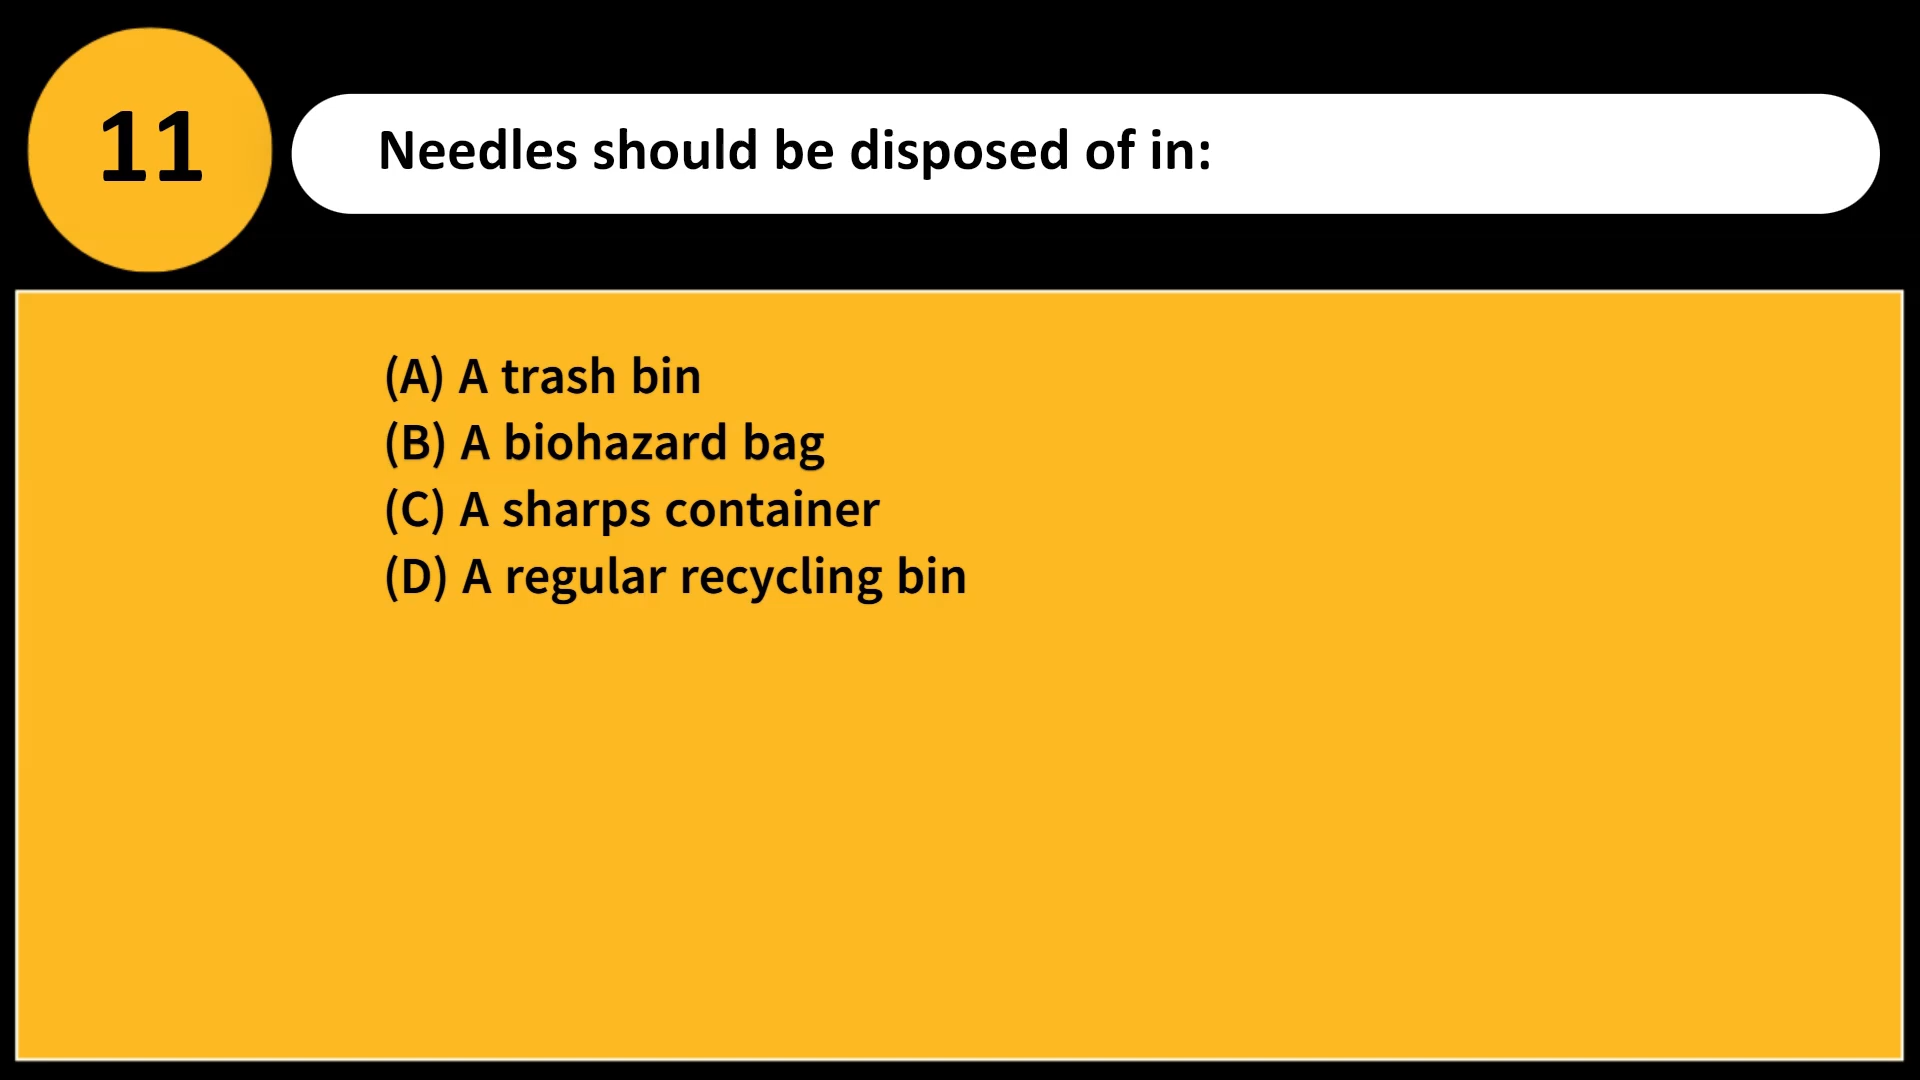 11
Needles should be disposed of in:
(A) A trash bin
(B) A biohazard bag
(C) A sharps container
(D) A regular recycling bin